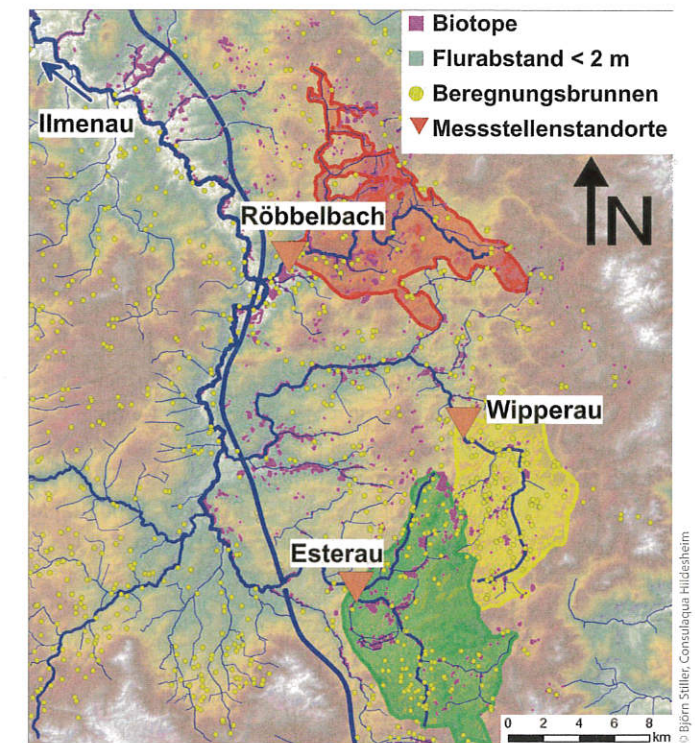 Biotope
Flurabstand < 2 m
Beregnungsbrunnen
Messstellenstandorte
Ilmenau
N
Röbbelbach
Wipperau
Esterau
0 2 4 6 8
km
© Björn Stiller, Consulaqua Hildesheim